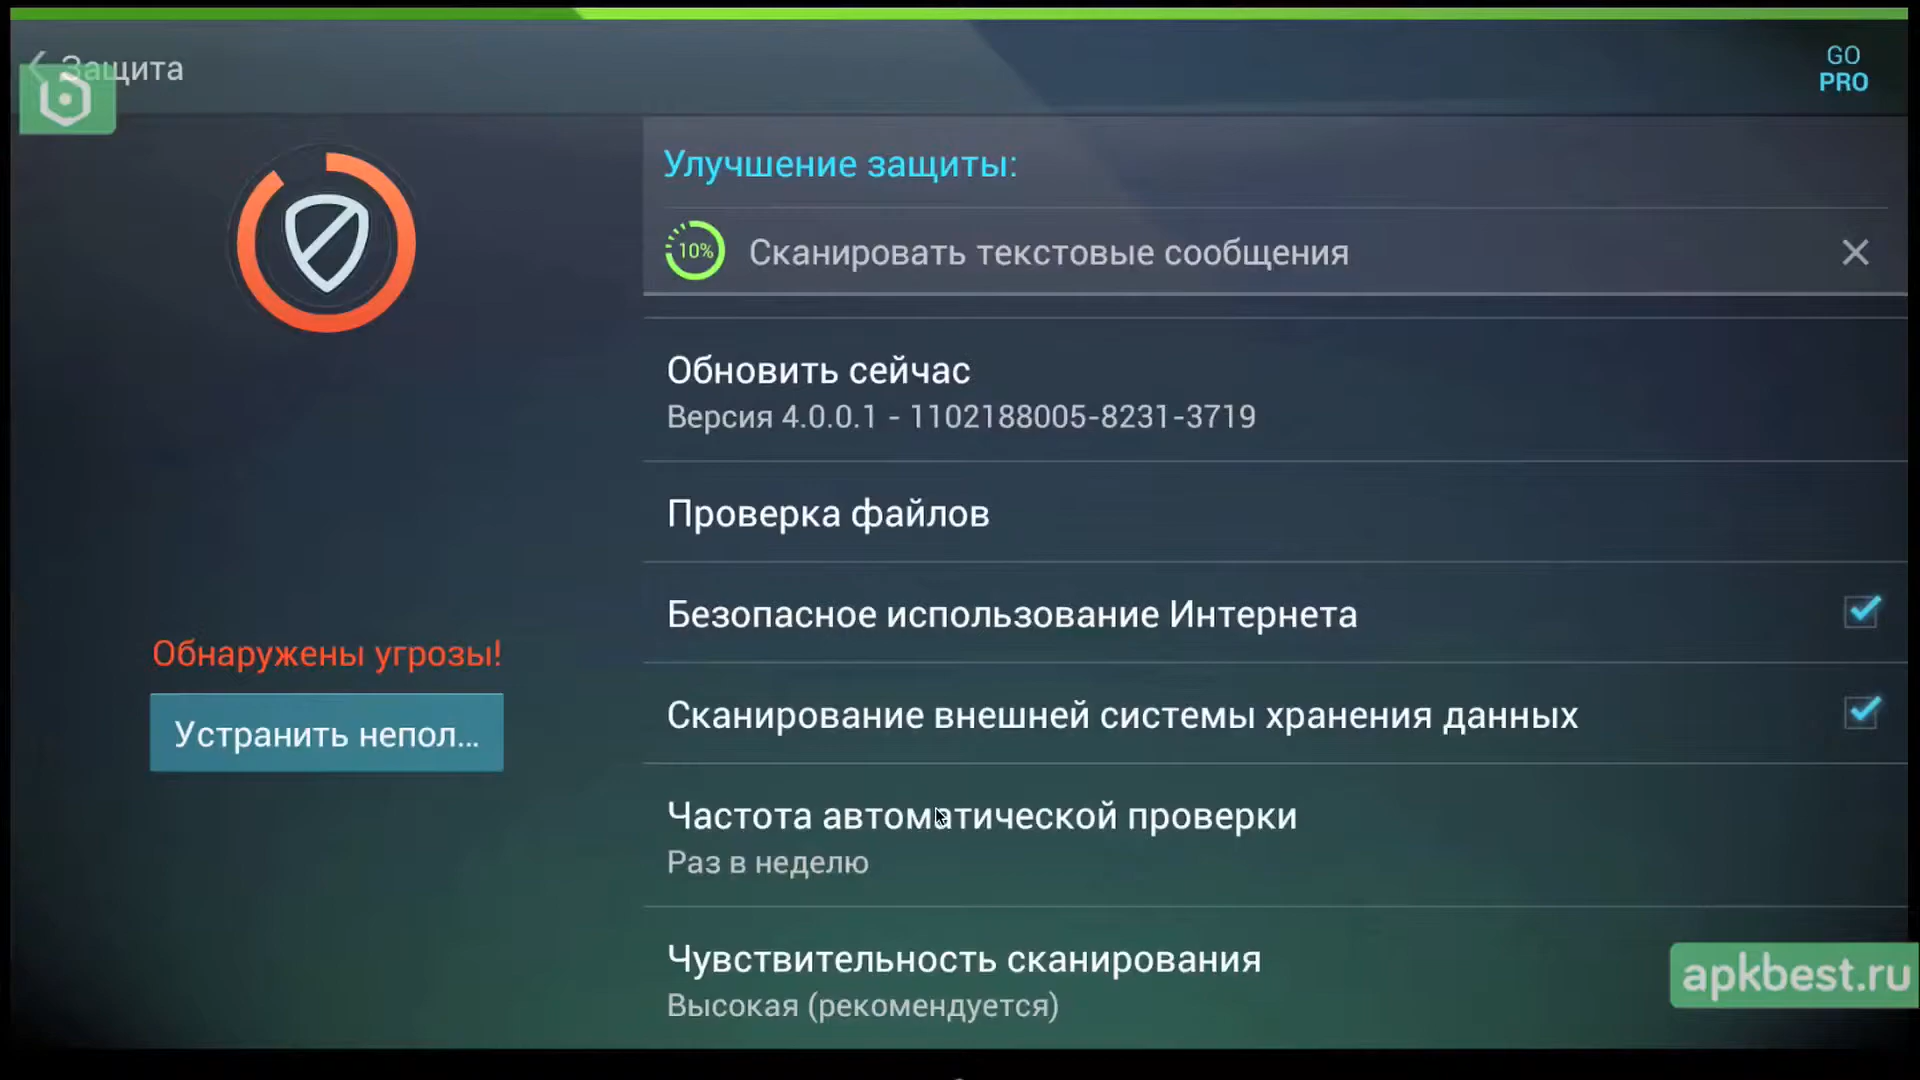 Защита
GO
PRO
Улучшение защиты:
10%
Сканировать текстовые сообщения
Обновить сейчас
Версия 4.0.0.1 - 1102188005-8231-3719
Проверка файлов
Безопасное использование Интернета
Сканирование внешней системы хранения данных
Обнаружены угрозы!
Устранить непол...
Частота автоматической проверки
Раз в неделю
Чувствительность сканирования
Высокая (рекомендуется)
apkbest.ru